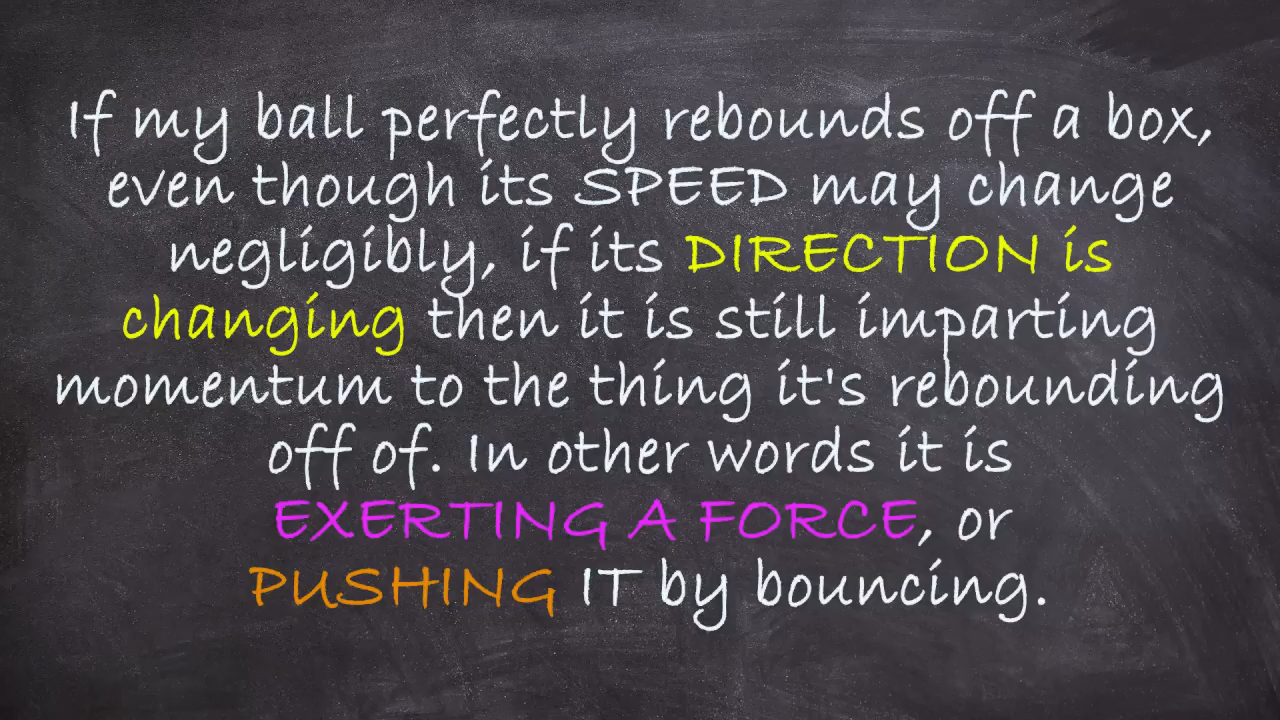 If my ball perfectly rebounds off a box,
even though its SPEED may change
negligibly, if its DIRECTION is
changing then it is still imparting
momentum to the thing it's rebounding
off of. In other words it is
EXERTING A FORCE, or
PUSHING IT by bouncing.